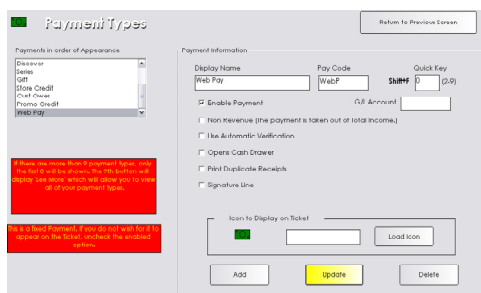 Payment Types
Return to Previous Screen
Payments in order of Appearance
Discover
Series
Gift
Store Credit
Cust Owes
Promo Credit
Web Pay
If there are more than 9 payment types, only
the first 8 will be shown. The 9th button will
display 'See More' which will allow you to view
all of your payment types.
This is a fixed Payment, if you do not wish for it to
appear on the Ticket, uncheck the enabled
option.
Payment Information
Display Name Pay Code Quick Key
Web Pay WebP Shift+F 0 (2-9)
Enable Payment G/L Account
Non Revenue (The payment is taken out of total income.)
Use Automatic Verification
Opens Cash Drawer
Print Duplicate Receipts
Signature Line
Icon to Display on Ticket
Load Icon
Add Update Delete